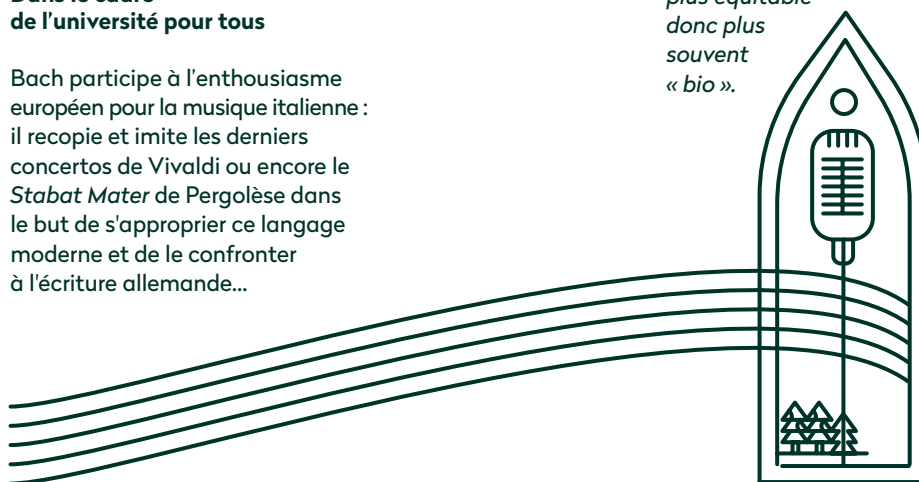 de l’université pour tous
Bach participe à l’enthousiasme
européen pour la musique italienne :
il recopie et imite les derniers
concertos de Vivaldi ou encore le
Stabat Mater de Pergolèse dans
le but de s'approprier ce langage
moderne et de le confronter
à l'écriture allemande...
plus équitable
donc plus
souvent
« bio ».